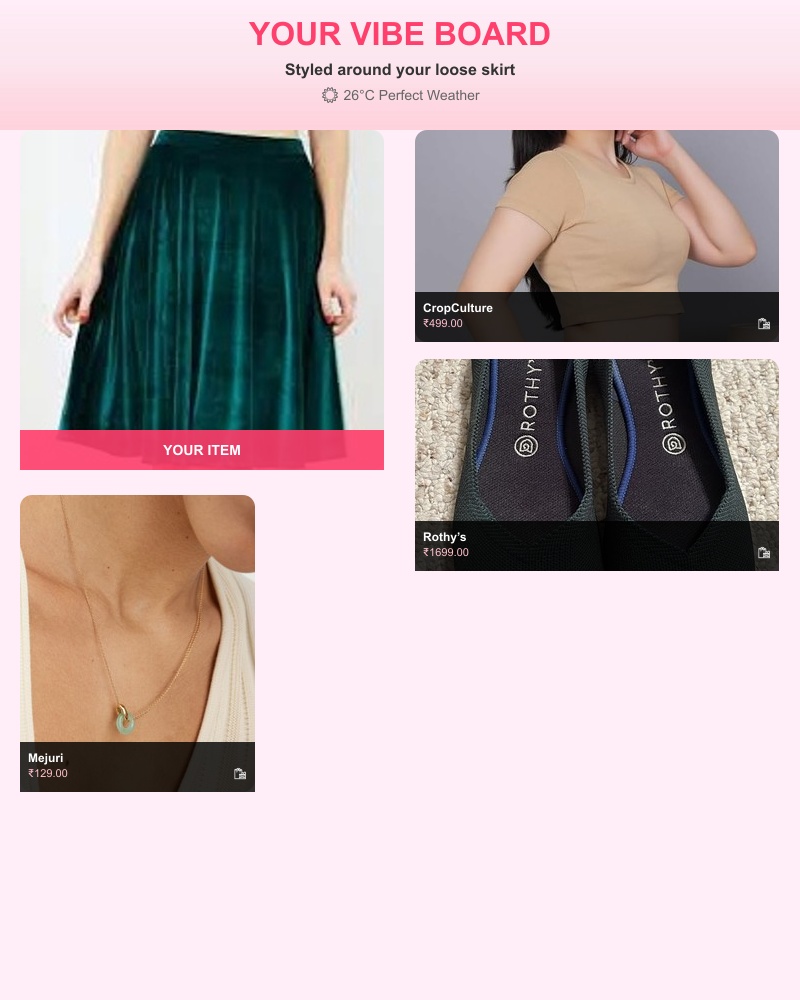 YOUR VIBE BOARD
Styled around your loose skirt
26°C Perfect Weather
YOUR ITEM
CropCulture
₹499.00
ROTHY'S
ROTHY'
Rothy's
₹1699.00
Mejuri
₹129.00